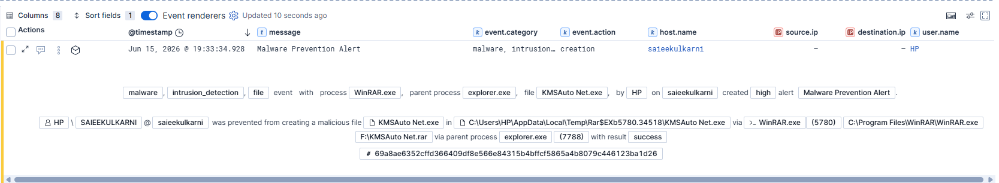 Columns 8 Sort fields 1 Event renderers Updated 10 seconds ago
Actions @timestamp t message k event.category k event.action k host.name IP source.ip IP destination.ip k user.name
Jun 15, 2026 @ 19:33:34.928 Malware Prevention Alert malware, intrusion… creation saieekulkarni — — HP
malware , intrusion_detection , file event with process WinRAR.exe , parent process explorer.exe , file KMSAuto Net.exe , by HP on saieekulkarni created high alert Malware Prevention Alert .
HP \ SAIEEKULKARNI @ saieekulkarni was prevented from creating a malicious file KMSAuto Net.exe in C:\Users\HP\AppData\Local\Temp\Rar$EXb5780.34518\KMSAuto Net.exe via >_ WinRAR.exe (5780) C:\Program Files\WinRAR\WinRAR.exe
F:\KMSAuto Net.rar via parent process explorer.exe (7788) with result success
# 69a8ae6352cffd366409df8e566e84315b4bffcf5865a4b8079c446123ba1d26